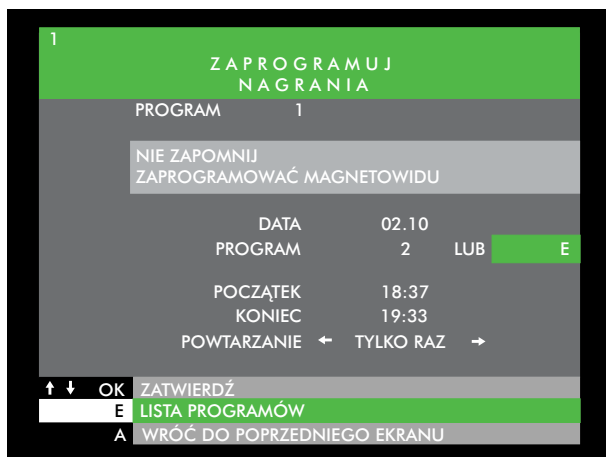 1
ZAPROGRAMUJ
NAGRANIA
PROGRAM 1
NIE ZAPOMNIJ
ZAPROGRAMOWAĆ MAGNETOWIDU
DATA 02.10
PROGRAM 2 LUB E
POCZĄTEK 18:37
KONIEC 19:33
POWTARZANIE ← TYLKO RAZ →
↑ ↓ OK ZATWIERDŹ
E LISTA PROGRAMÓW
A WRÓĆ DO POPRZEDNIEGO EKRANU